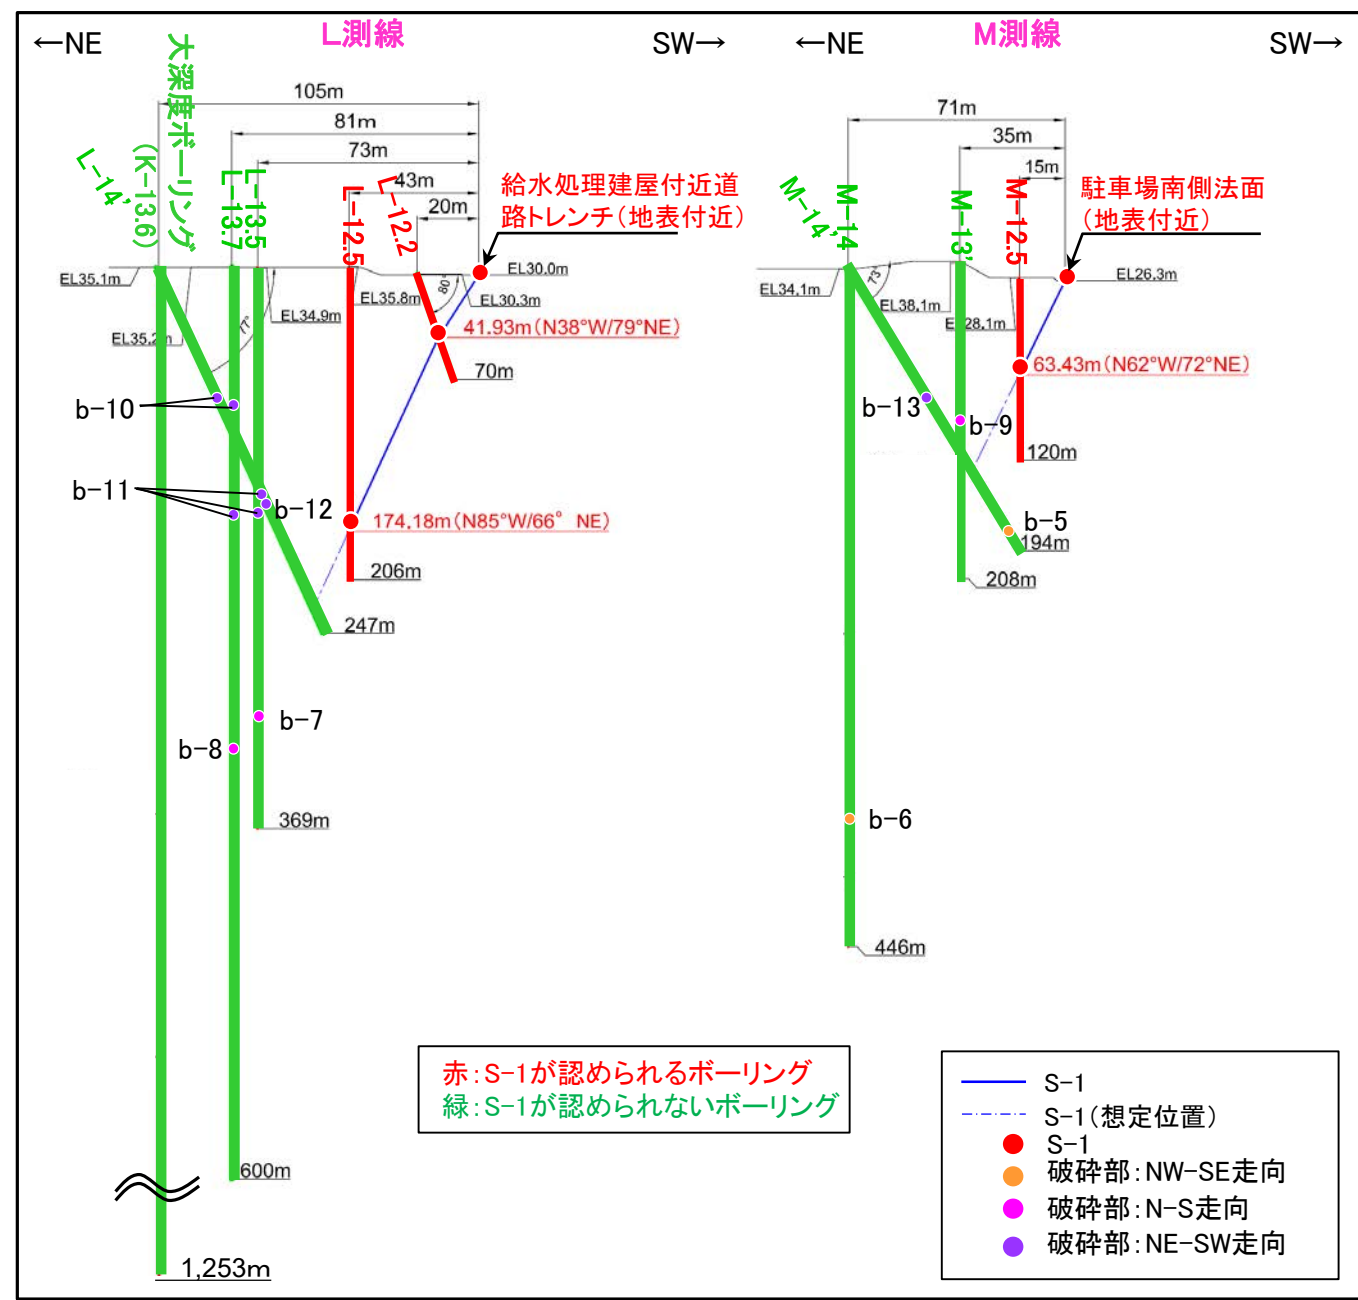 ←NE
L測線
SW→
大深度ボーリング
(K-13.6)
L-14'
L-13.7
L-13.5
L-12.5
L-12.2
105m
81m
73m
43m
20m
給水処理建屋付近道
路トレンチ(地表付近)
EL35.1m
EL35.2m
77°
EL34.9m
EL35.8m
80°
EL30.3m
EL30.0m
41.93m(N38°W/79°NE)
70m
b-10
b-11
b-12
174.18m(N85°W/66° NE)
206m
247m
b-7
b-8
369m
600m
1,253m
←NE
M測線
SW→
71m
35m
15m
M-14'
M-14
M-13'
M-12.5
駐車場南側法面
(地表付近)
EL34.1m
73°
EL38.1m
EL28.1m
EL26.3m
63.43m(N62°W/72°NE)
b-13
b-9
120m
b-5
194m
208m
b-6
446m
赤:S-1が認められるボーリング
緑:S-1が認められないボーリング
S-1
S-1(想定位置)
S-1
破砕部:NW-SE走向
破砕部:N-S走向
破砕部:NE-SW走向